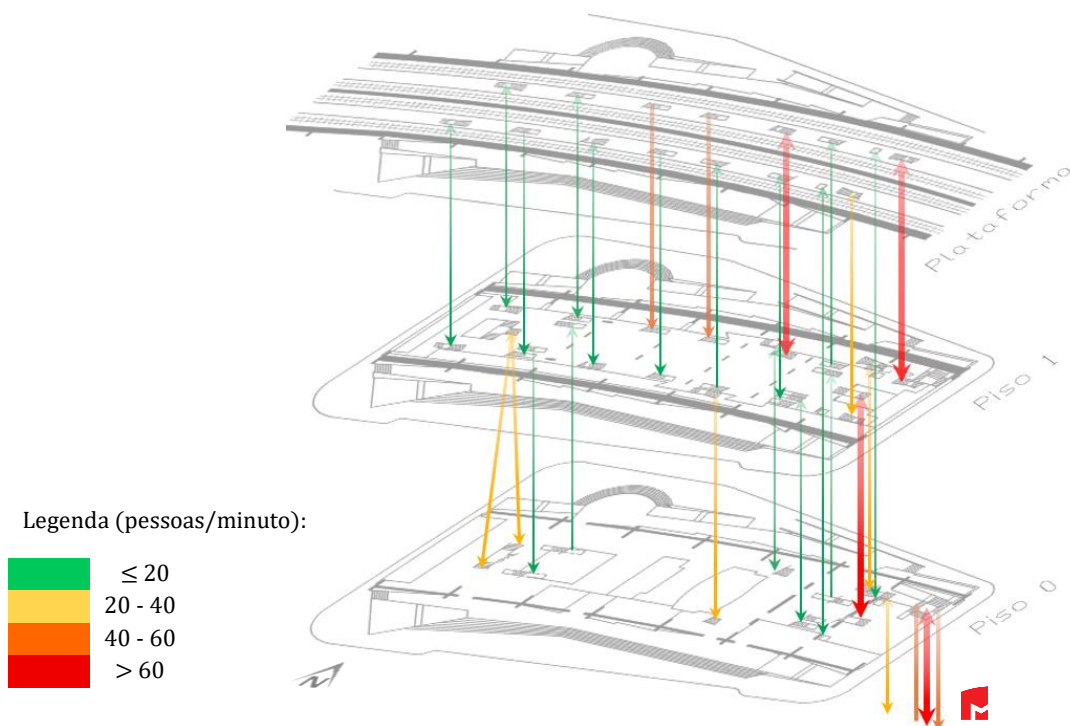 Plataforma
Piso 1
Legenda (pessoas/minuto):
≤ 20
20 - 40
40 - 60
> 60
Piso 0
N